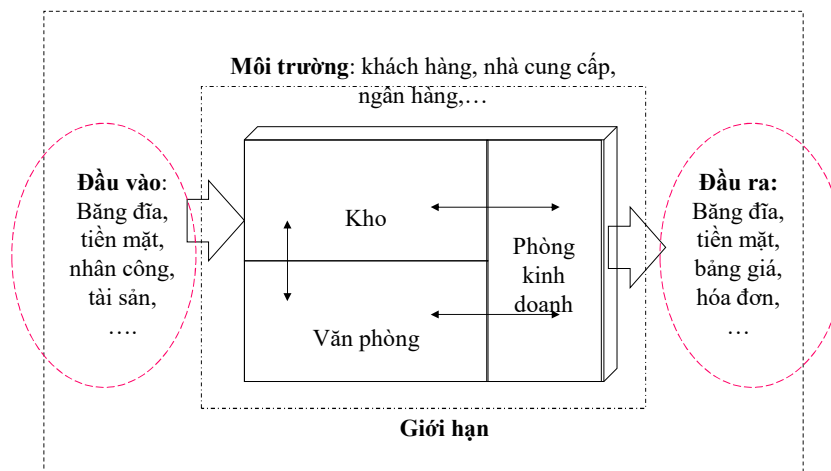 Môi trường: khách hàng, nhà cung cấp,
ngân hàng,…
Đầu vào:
Băng đĩa,
tiền mặt,
nhân công,
tài sản,
….
Kho
Văn phòng
Phòng
kinh
doanh
Đầu ra:
Băng đĩa,
tiền mặt,
bảng giá,
hóa đơn,
…
Giới hạn